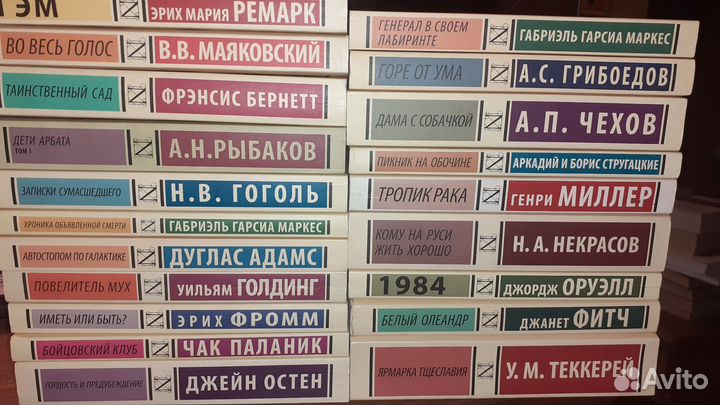 ГЭМ
ЭРИХ МАРИЯ РЕМАРК
ВО ВЕСЬ ГОЛОС
В.В. МАЯКОВСКИЙ
ТАИНСТВЕННЫЙ САД
ФРЭНСИС БЕРНЕТТ
ДЕТИ АРБАТА
ТОМ I
А.Н.РЫБАКОВ
ЗАПИСКИ СУМАСШЕДШЕГО
Н.В. ГОГОЛЬ
ХРОНИКА ОБЪЯВЛЕННОЙ СМЕРТИ
ГАБРИЭЛЬ ГАРСИА МАРКЕС
АВТОСТОПОМ ПО ГАЛАКТИКЕ
ДУГЛАС АДАМС
ПОВЕЛИТЕЛЬ МУХ
УИЛЬЯМ ГОЛДИНГ
ИМЕТЬ ИЛИ БЫТЬ?
ЭРИХ ФРОММ
БОЙЦОВСКИЙ КЛУБ
ЧАК ПАЛАНИК
ГОРДОСТЬ И ПРЕДУБЕЖДЕНИЕ
ДЖЕЙН ОСТЕН
ГЕНЕРАЛ В СВОЕМ
ЛАБИРИНТЕ
ГАБРИЭЛЬ ГАРСИА МАРКЕС
ГОРЕ ОТ УМА
А.С. ГРИБОЕДОВ
ДАМА С СОБАЧКОЙ
А.П. ЧЕХОВ
ПИКНИК НА ОБОЧИНЕ
АРКАДИЙ И БОРИС СТРУГАЦКИЕ
ТРОПИК РАКА
ГЕНРИ МИЛЛЕР
КОМУ НА РУСИ
ЖИТЬ ХОРОШО
Н.А. НЕКРАСОВ
1984
ДЖОРДЖ ОРУЭЛЛ
БЕЛЫЙ ОЛЕАНДР
ДЖАНЕТ ФИТЧ
ЯРМАРКА ТЩЕСЛАВИЯ
У. М. ТЕККЕРЕЙ
Avito